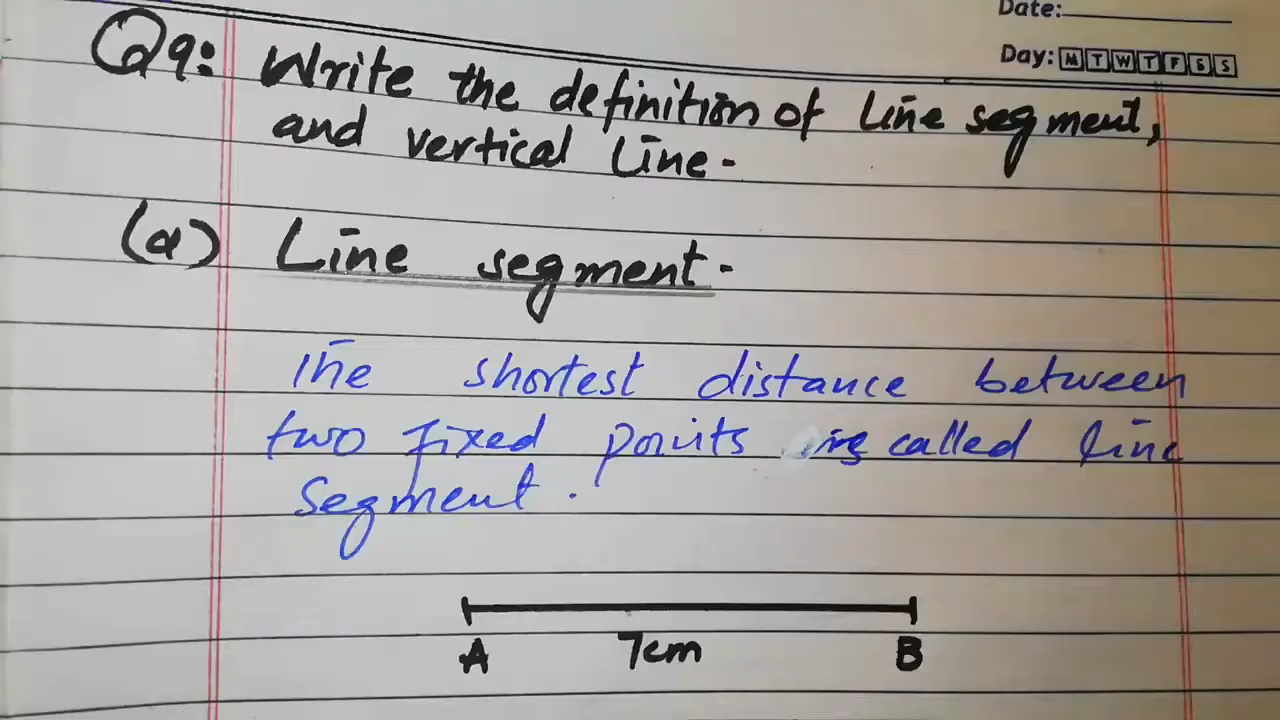 Date:
Day: M T W T F S S
Q9: Write the definition of Line segment,
and vertical Line-
(a) Line segment-
The shortest distance between
two fixed points is called line
segment.
A 7cm B